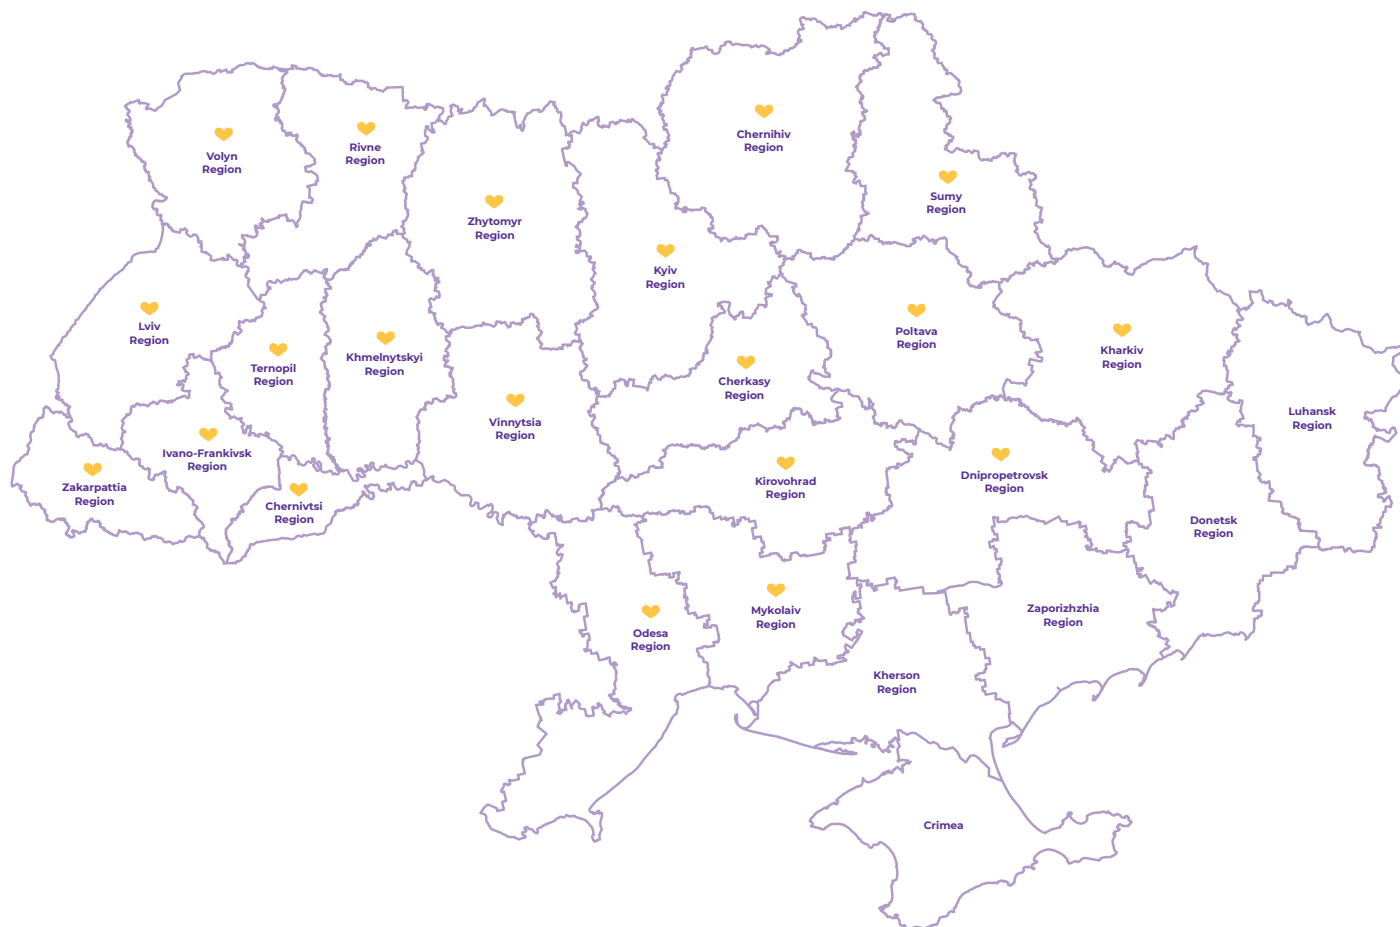 Chernihiv
Region
Volyn
Region
Rivne
Region
Sumy
Region
Zhytomyr
Region
Kyiv
Region
Lviv
Region
Ternopil
Region
Khmelnytskyi
Region
Poltava
Region
Kharkiv
Region
Cherkasy
Region
Luhansk
Region
Vinnytsia
Region
Ivano-Frankivsk
Region
Zakarpattia
Region
Chernivtsi
Region
Kirovohrad
Region
Dnipropetrovsk
Region
Donetsk
Region
Odesa
Region
Mykolaiv
Region
Zaporizhzhia
Region
Kherson
Region
Crimea